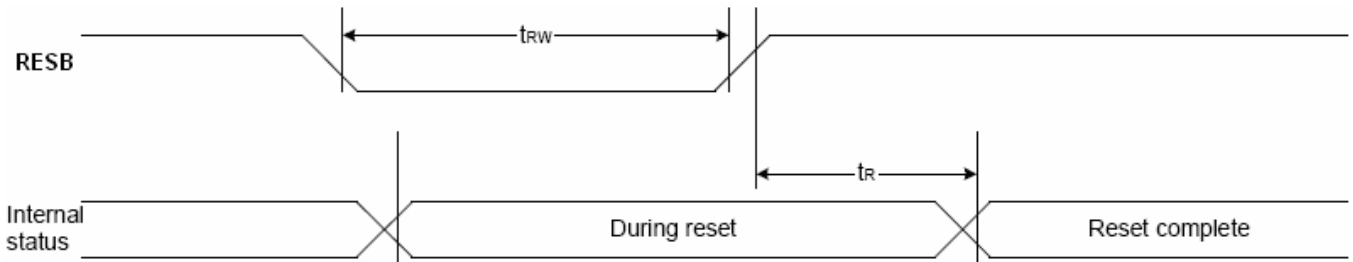 tRW
RESB
tR
Internal
status
During reset
Reset complete